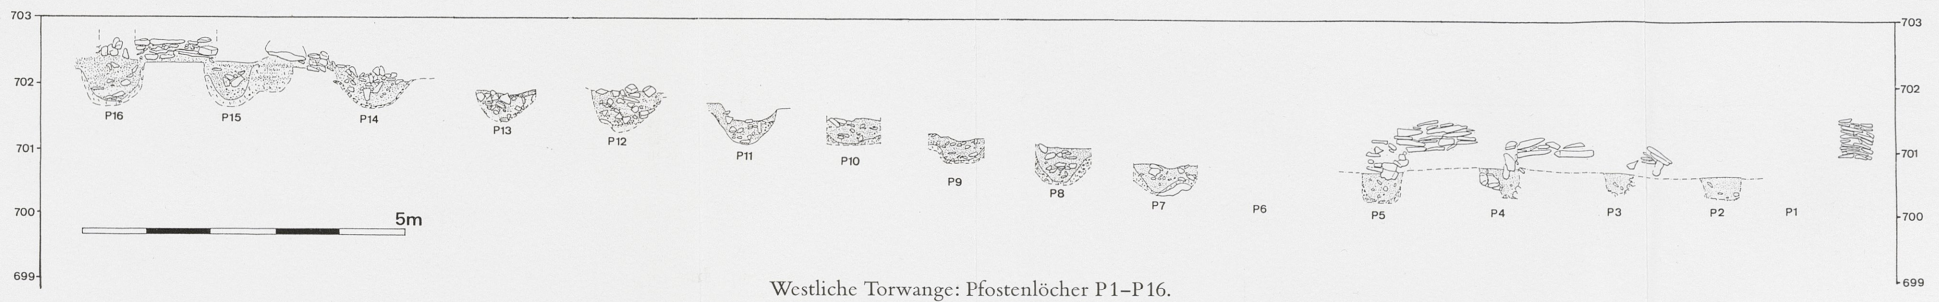 703 703
702 702
P16 P15 P14 P13 P12 P11 P10 P9 P8 P7 P6 P5 P4 P3 P2 P1
701 701
700 700
5m
699 699
Westliche Torwange: Pfostenlöcher P1–P16.